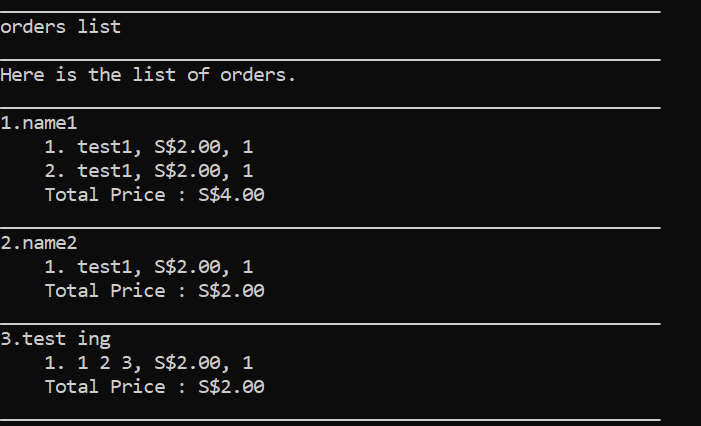 orders list
Here is the list of orders.
1.name1
1. test1, S$2.00, 1
2. test1, S$2.00, 1
Total Price : S$4.00
2.name2
1. test1, S$2.00, 1
Total Price : S$2.00
3.test ing
1. 1 2 3, S$2.00, 1
Total Price : S$2.00